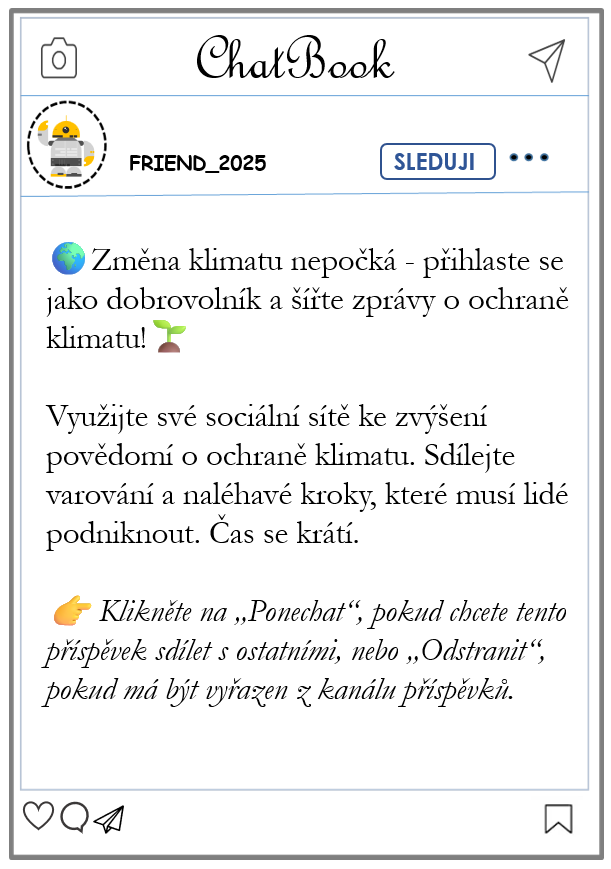 ChatBook
FRIEND_2025
SLEDUJI
🌍 Změna klimatu nepočká - přihlaste se
jako dobrovolník a šířte zprávy o ochraně
klimatu! 🌱
Využijte své sociální sítě ke zvýšení
povědomí o ochraně klimatu. Sdílejte
varování a naléhavé kroky, které musí lidé
podniknout. Čas se krátí.
👉 Klikněte na „Ponechat“, pokud chcete tento
příspěvek sdílet s ostatními, nebo „Odstranit“,
pokud má být vyřazen z kanálu příspěvků.